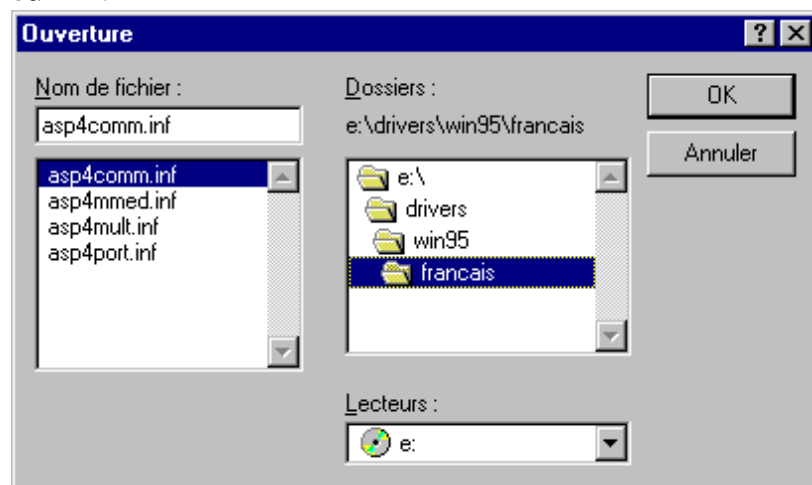 Ouverture
Nom de fichier :
asp4comm.inf
asp4comm.inf
asp4mmed.inf
asp4mult.inf
asp4port.inf
Dossiers :
e:\drivers\win95\francais
e:\
drivers
win95
francais
Lecteurs :
e:
OK
Annuler